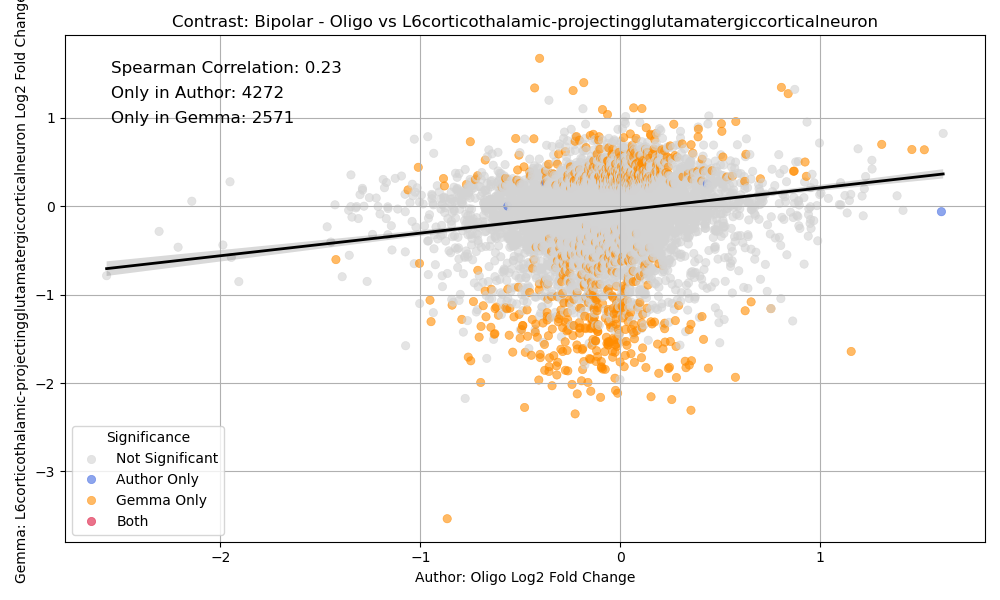 Contrast: Bipolar - Oligo vs L6corticothalamic-projectingglutamatergiccorticalneuron
Spearman Correlation: 0.23
Only in Author: 4272
Only in Gemma: 2571
Gemma: L6corticothalamic-projectingglutamatergiccorticalneuron Log2 Fold Change
1
0
−1
−2
−3
Significance
Not Significant
Author Only
Gemma Only
Both
−2 −1 0 1
Author: Oligo Log2 Fold Change